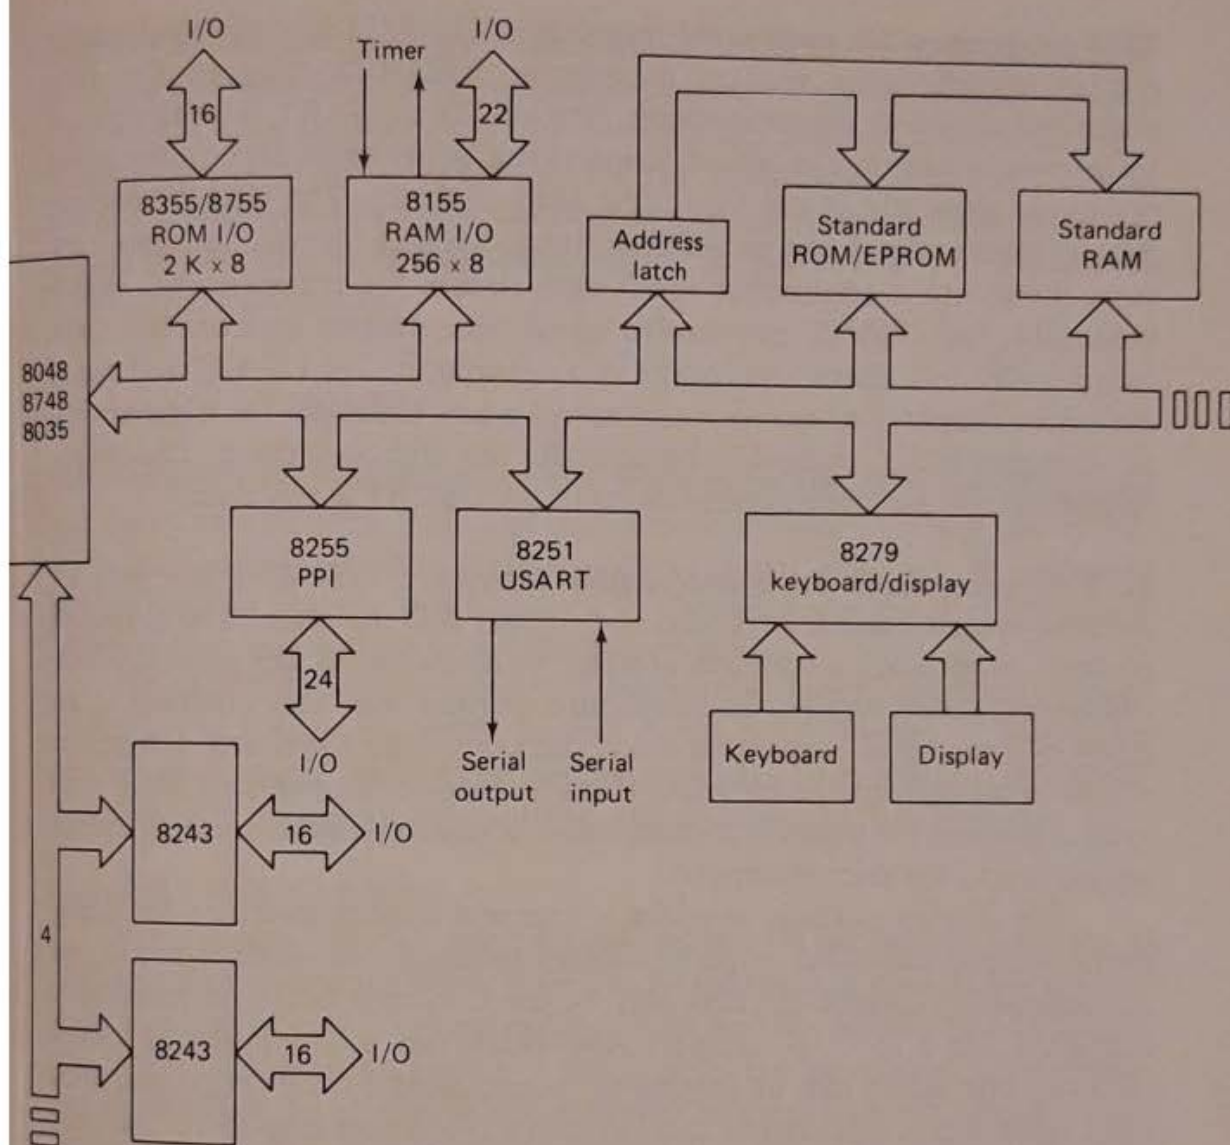 I/O
Timer
I/O
16
22
8355/8755
ROM I/O
2 K × 8
8155
RAM I/O
256 × 8
Address
latch
Standard
ROM/EPROM
Standard
RAM
8048
8748
8035
8255
PPI
8251
USART
8279
keyboard/display
24
I/O
Serial
output
Serial
input
Keyboard
Display
8243
16
I/O
4
8243
16
I/O